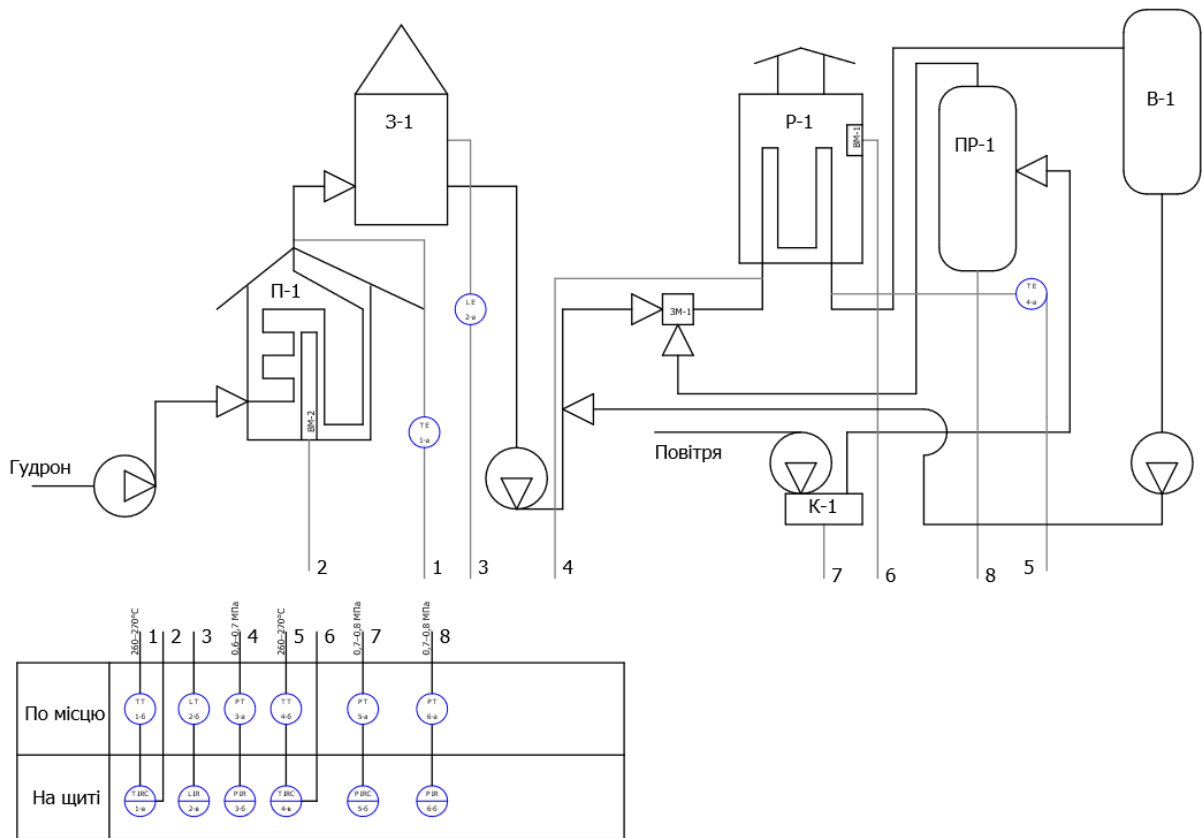 З-1
Р-1
ВМ-1
ПР-1
В-1
П-1
ВМ-2
LE
2-а
ЗМ-1
TE
4-а
TE
1-а
Гудрон
Повітря
К-1
2
1
3
4
7
6
8
5
260-270°С
1
2
3
0,6-0,7 МПа
4
260-270°С
5
6
0,7-0,8 МПа
7
0,7-0,8 МПа
8
По місцю
TT
1-б
LT
2-б
PT
3-а
TT
4-б
PT
5-а
PT
6-а
На щиті
TIRC
1-в
LIR
2-в
PIR
3-б
TIRC
4-в
PIRC
5-б
PIR
6-б